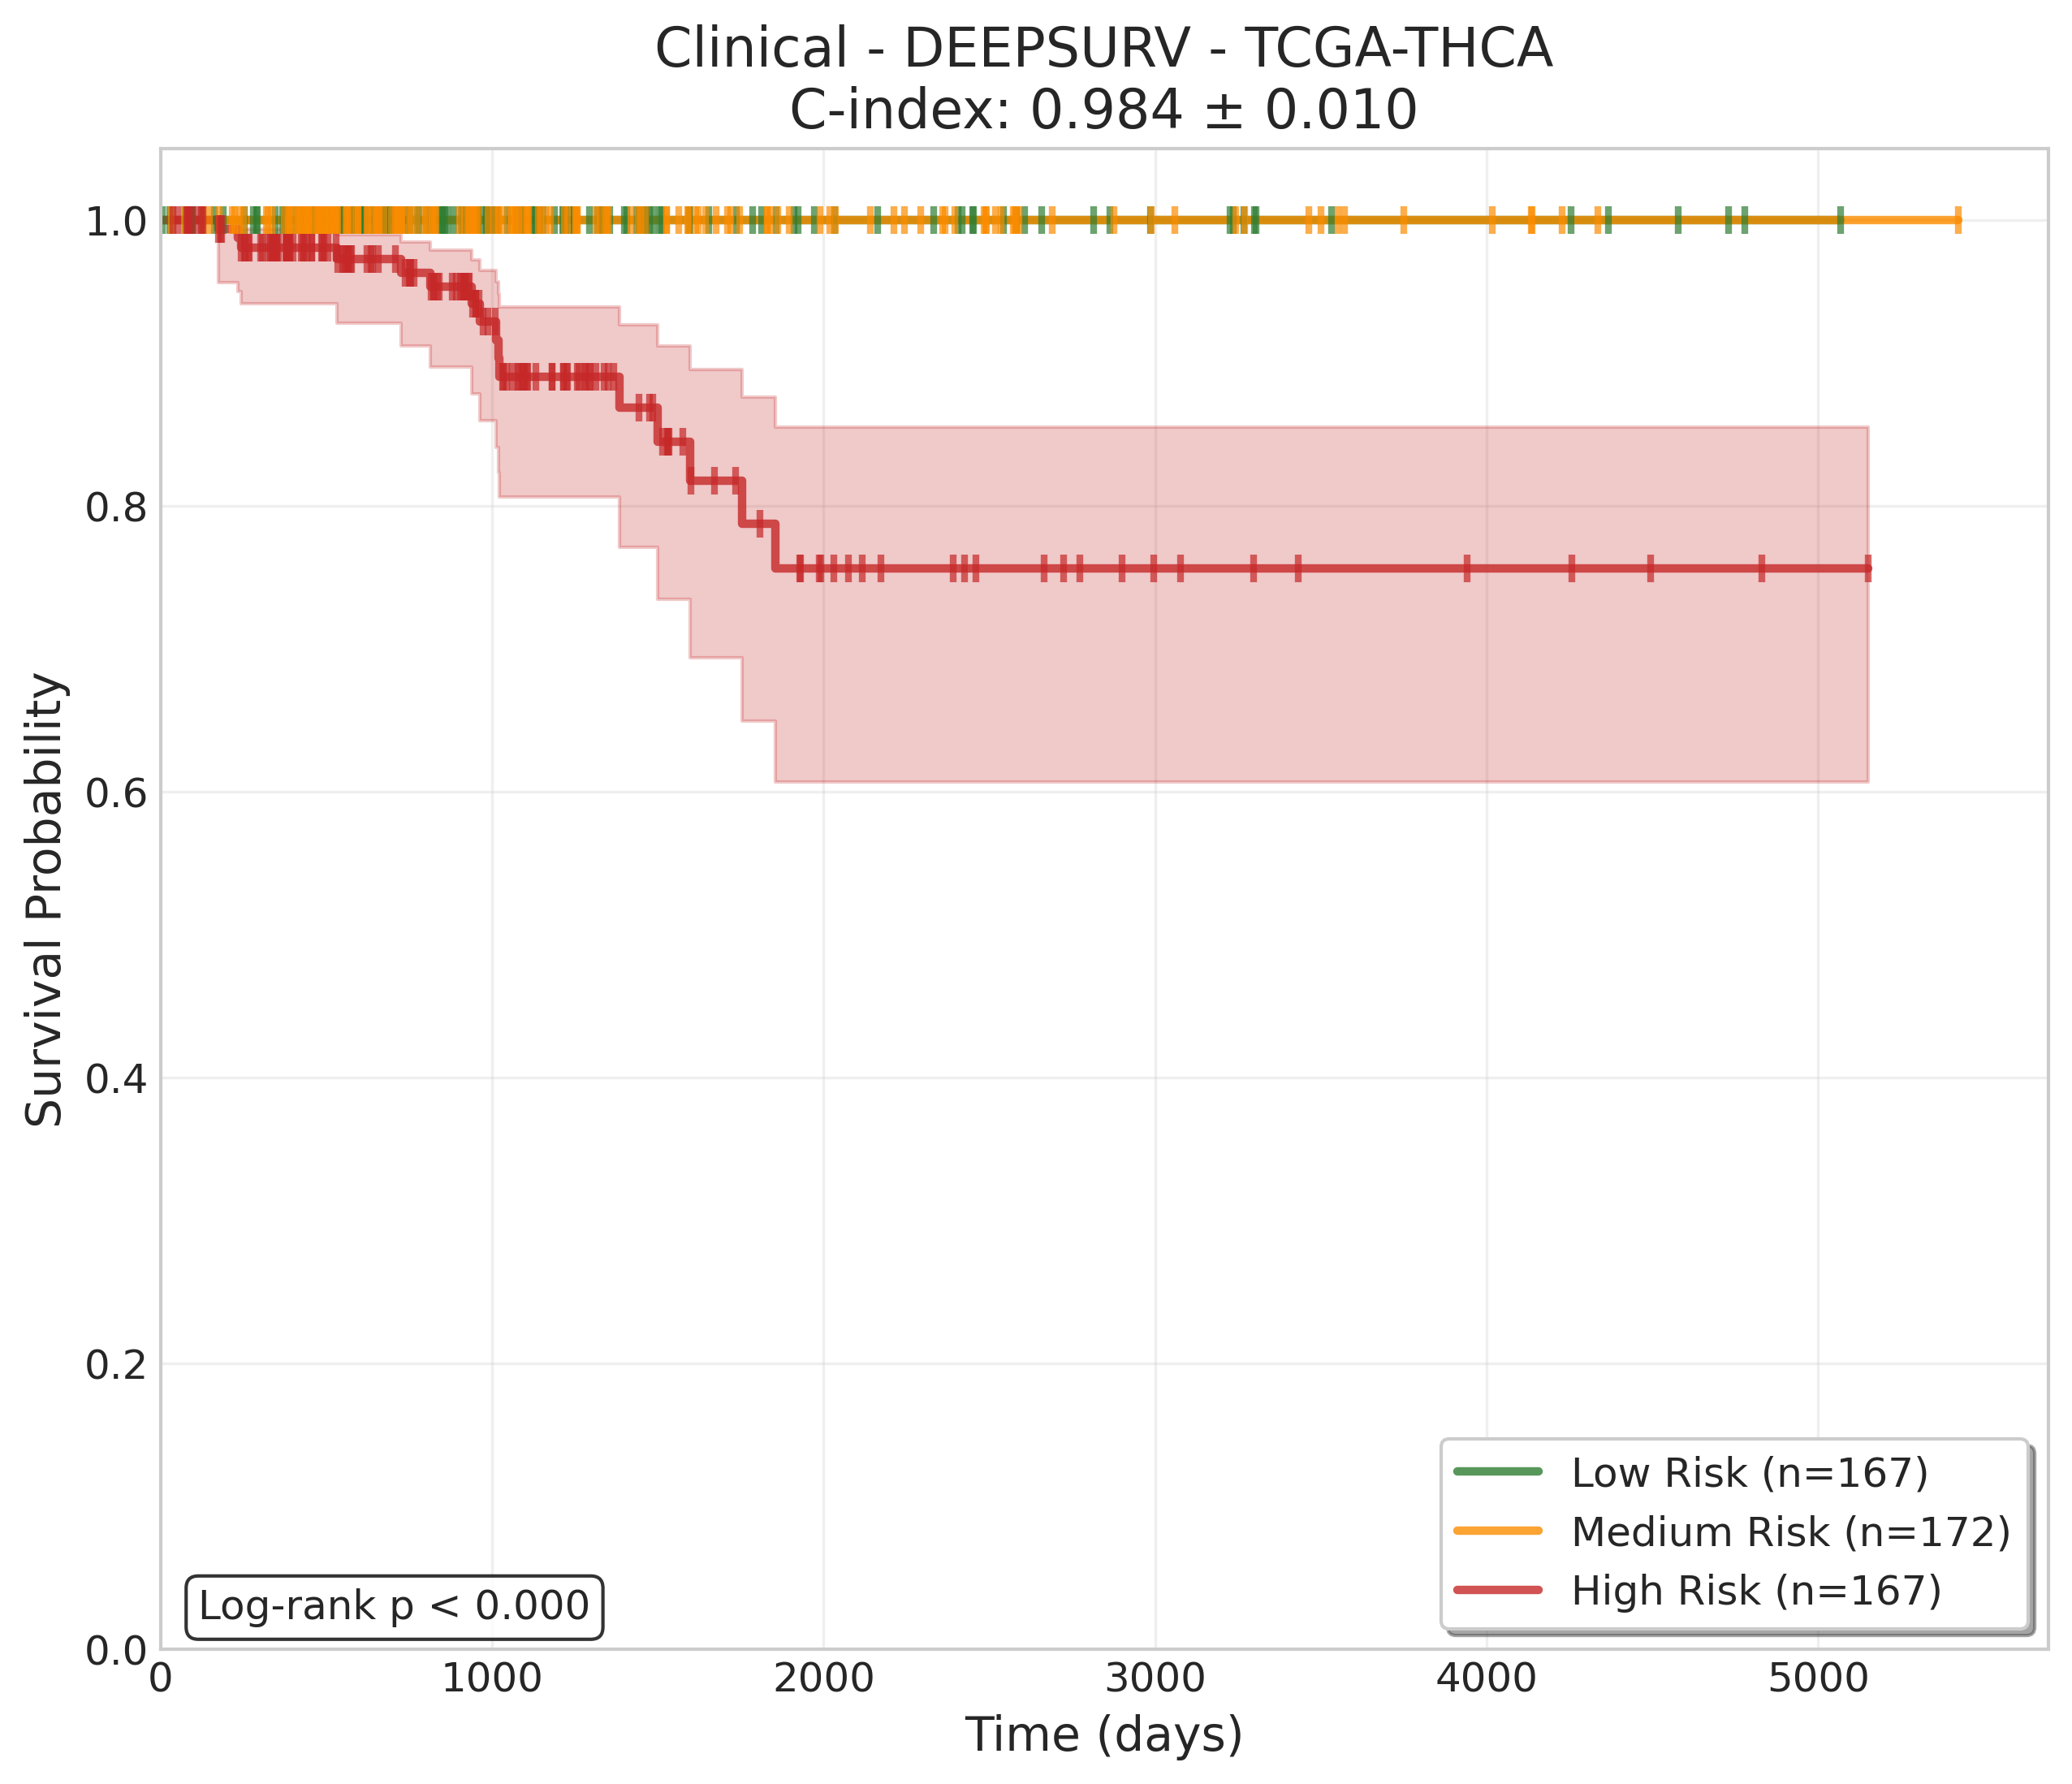 Clinical - DEEPSURV - TCGA-THCA
C-index: 0.984 ± 0.010
Survival Probability
1.0
0.8
0.6
0.4
0.2
0.0
0
1000
2000
3000
4000
5000
Time (days)
Log-rank p < 0.000
Low Risk (n=167)
Medium Risk (n=172)
High Risk (n=167)